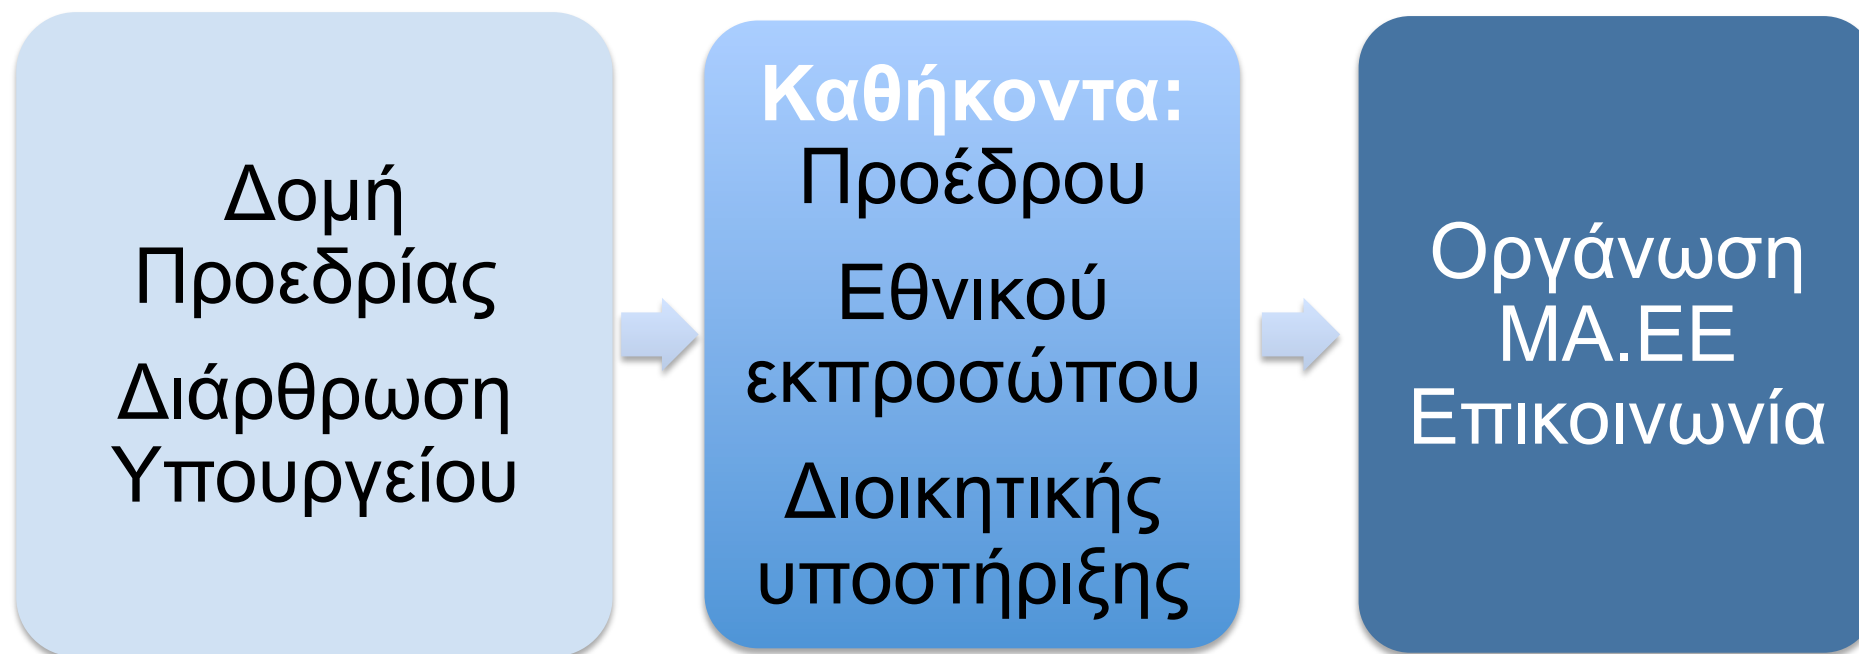 Δομή
Προεδρίας
Διάρθρωση
Υπουργείου
Καθήκοντα:
Προέδρου
Εθνικού
εκπροσώπου
Διοικητικής
υποστήριξης
Οργάνωση
ΜΑ.ΕΕ
Επικοινωνία